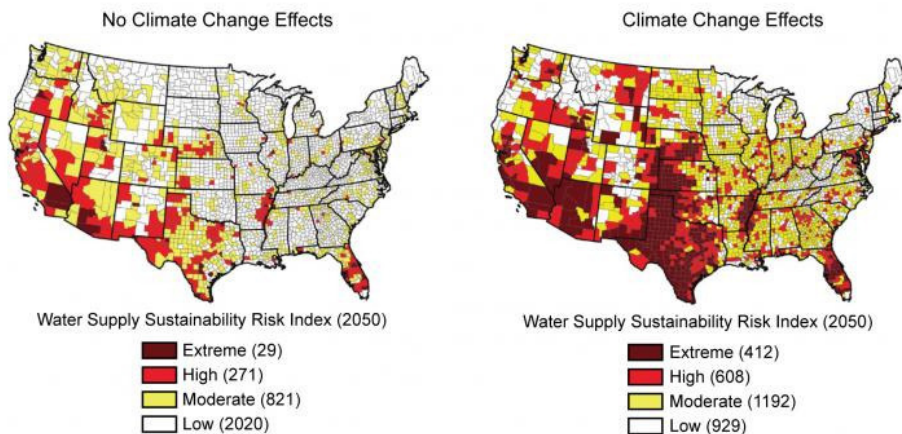 No Climate Change Effects
Climate Change Effects
Water Supply Sustainability Risk Index (2050)
Extreme (29)
High (271)
Moderate (821)
Low (2020)
Water Supply Sustainability Risk Index (2050)
Extreme (412)
High (608)
Moderate (1192)
Low (929)